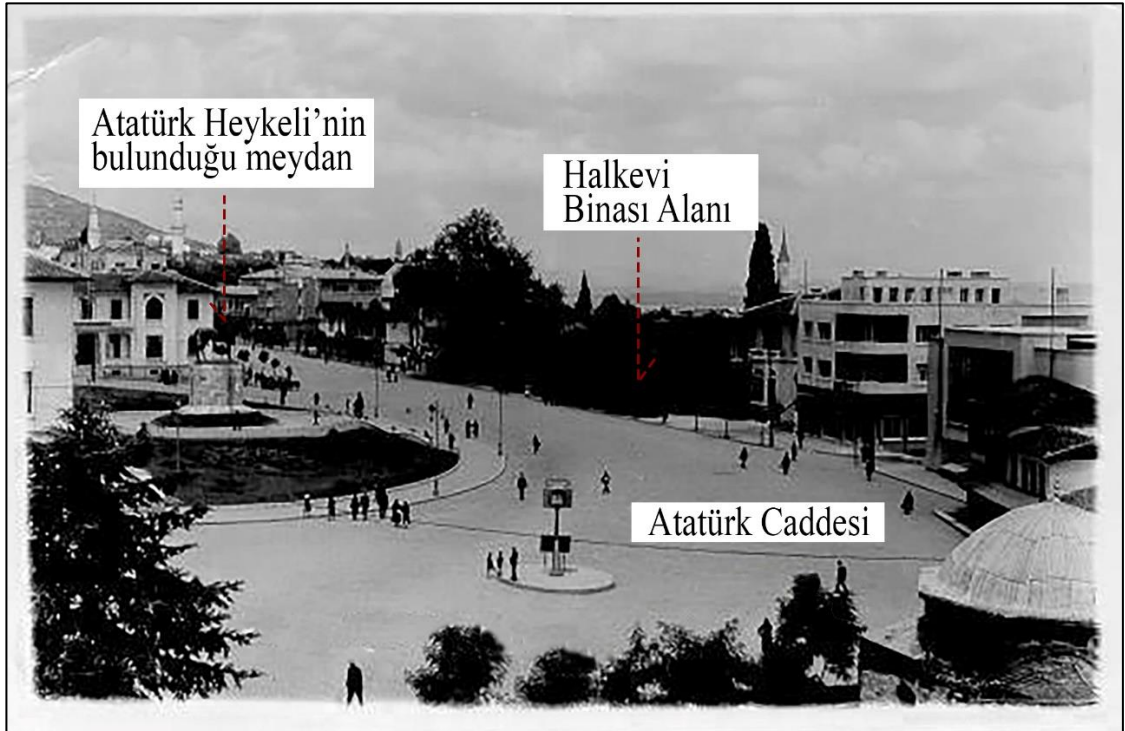 Atatürk Heykeli’nin
bulunduğu meydan
Halkevi
Binası Alanı
Atatürk Caddesi